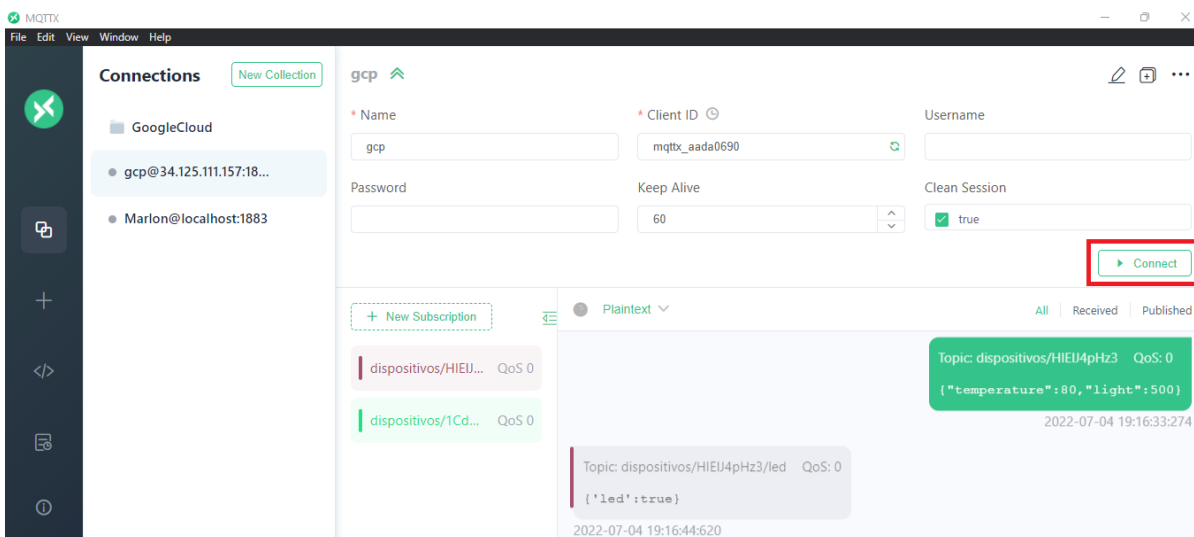 MQTTX
File Edit View Window Help
Connections
New Collection
GoogleCloud
gcp@34.125.111.157:18...
Marlon@localhost:1883
gcp
* Name
* Client ID
Username
gcp
mqttx_aada0690
Password
Keep Alive
Clean Session
60
true
Connect
+ New Subscription
Plaintext
All Received Published
dispositivos/HIEIJ... QoS 0
dispositivos/1Cd... QoS 0
Topic: dispositivos/HIEIJ4pHz3 QoS: 0
{"temperature":80,"light":500}
2022-07-04 19:16:33:274
Topic: dispositivos/HIEIJ4pHz3/led QoS: 0
{'led':true}
2022-07-04 19:16:44:620